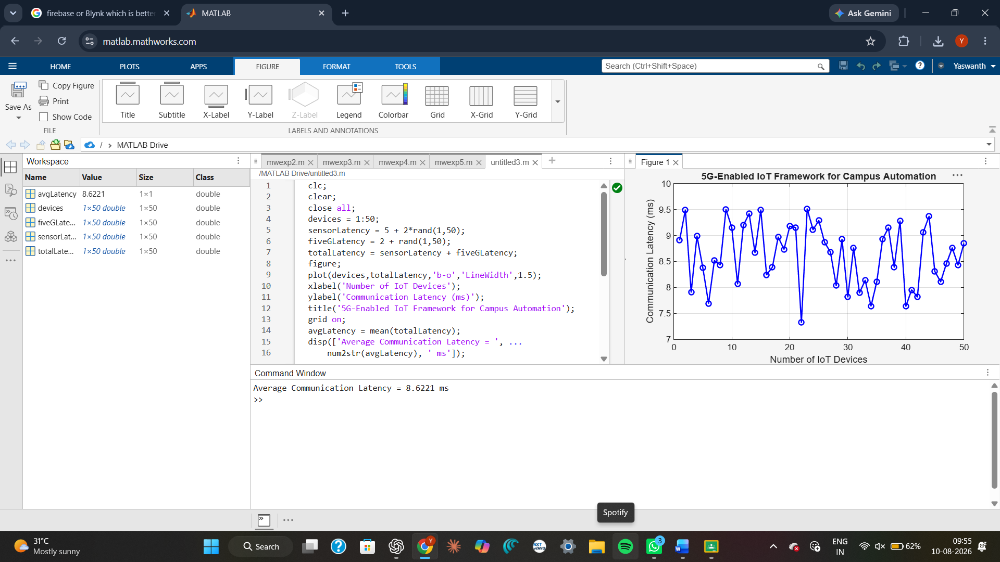 firebase or Blynk which is bette
MATLAB
Ask Gemini
matlab.mathworks.com
Y
HOME
PLOTS
APPS
FIGURE
FORMAT
TOOLS
Search (Ctrl+Shift+Space)
Yaswanth
Save As
Copy Figure
Print
Show Code
FILE
Title
Subtitle
X-Label
Y-Label
Z-Label
Legend
Colorbar
Grid
X-Grid
Y-Grid
LABELS AND ANNOTATIONS
/ > MATLAB Drive
Workspace
Name Value Size Class
avgLatency 8.6221 1×1 double
devices 1×50 double 1×50 double
fiveGLate... 1×50 double 1×50 double
sensorLat... 1×50 double 1×50 double
totalLate... 1×50 double 1×50 double
mwexp2.m
mwexp3.m
mwexp4.m
mwexp5.m
untitled3.m
/MATLAB Drive/untitled3.m
1 clc;
2 clear;
3 close all;
4 devices = 1:50;
5 sensorLatency = 5 + 2*rand(1,50);
6 fiveGLatency = 2 + rand(1,50);
7 totalLatency = sensorLatency + fiveGLatency;
8 figure;
9 plot(devices,totalLatency,'b-o','LineWidth',1.5);
10 xlabel('Number of IoT Devices');
11 ylabel('Communication Latency (ms)');
12 title('5G-Enabled IoT Framework for Campus Automation');
13 grid on;
14 avgLatency = mean(totalLatency);
15 disp(['Average Communication Latency = ', ...
16 num2str(avgLatency), ' ms']);
Figure 1
5G-Enabled IoT Framework for Campus Automation
Communication Latency (ms)
10
9.5
9
8.5
8
7.5
7
0 10 20 30 40 50
Number of IoT Devices
Command Window
Average Communication Latency = 8.6221 ms
>>
Spotify
31°C
Mostly sunny
Search
Y
NXT
WAVE
3
ENG
IN
62%
09:55
10-08-2026